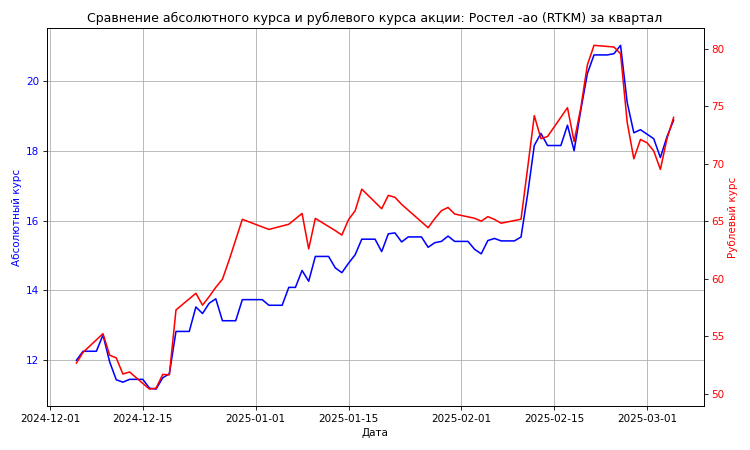 Сравнение абсолютного курса и рублевого курса акции: Ростел -ао (RTKM) за квартал
Абсолютный курс
20
18
16
14
12
80
75
70
65
60
55
50
Рублевый курс
2024-12-01 2024-12-15 2025-01-01 2025-01-15 2025-02-01 2025-02-15 2025-03-01
Дата